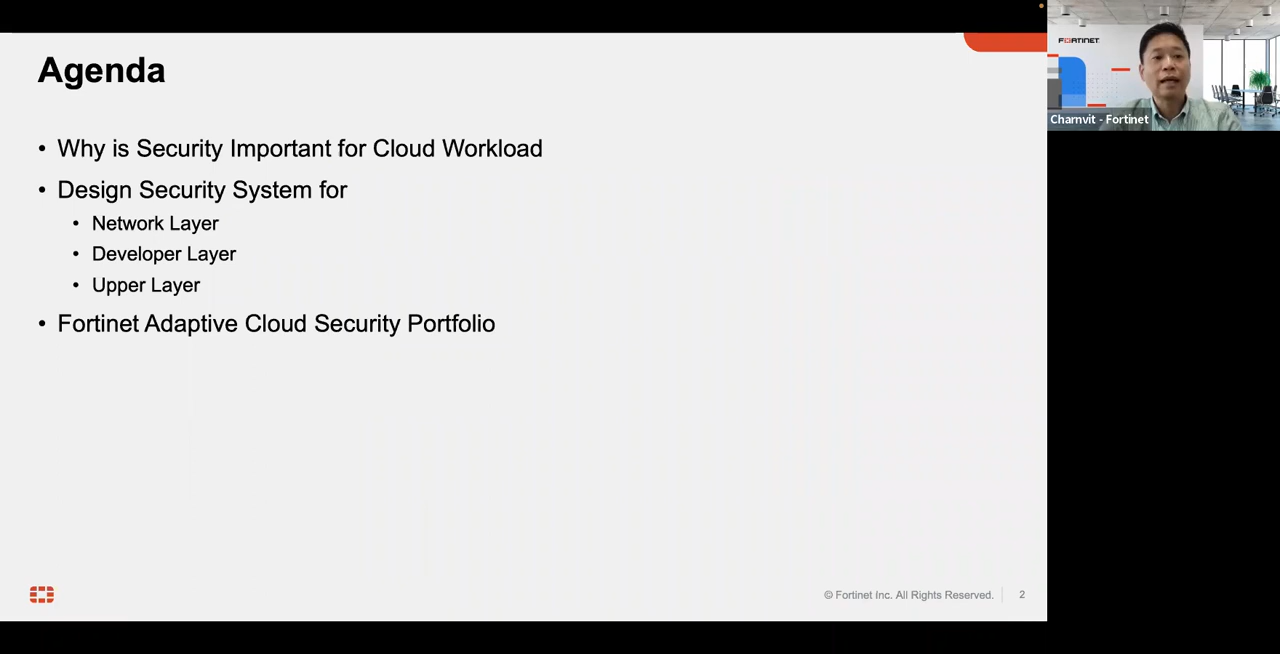 Agenda
• Why is Security Important for Cloud Workload
• Design Security System for
• Network Layer
• Developer Layer
• Upper Layer
• Fortinet Adaptive Cloud Security Portfolio
© Fortinet Inc. All Rights Reserved.
2
FORTINET
Charnvit - Fortinet